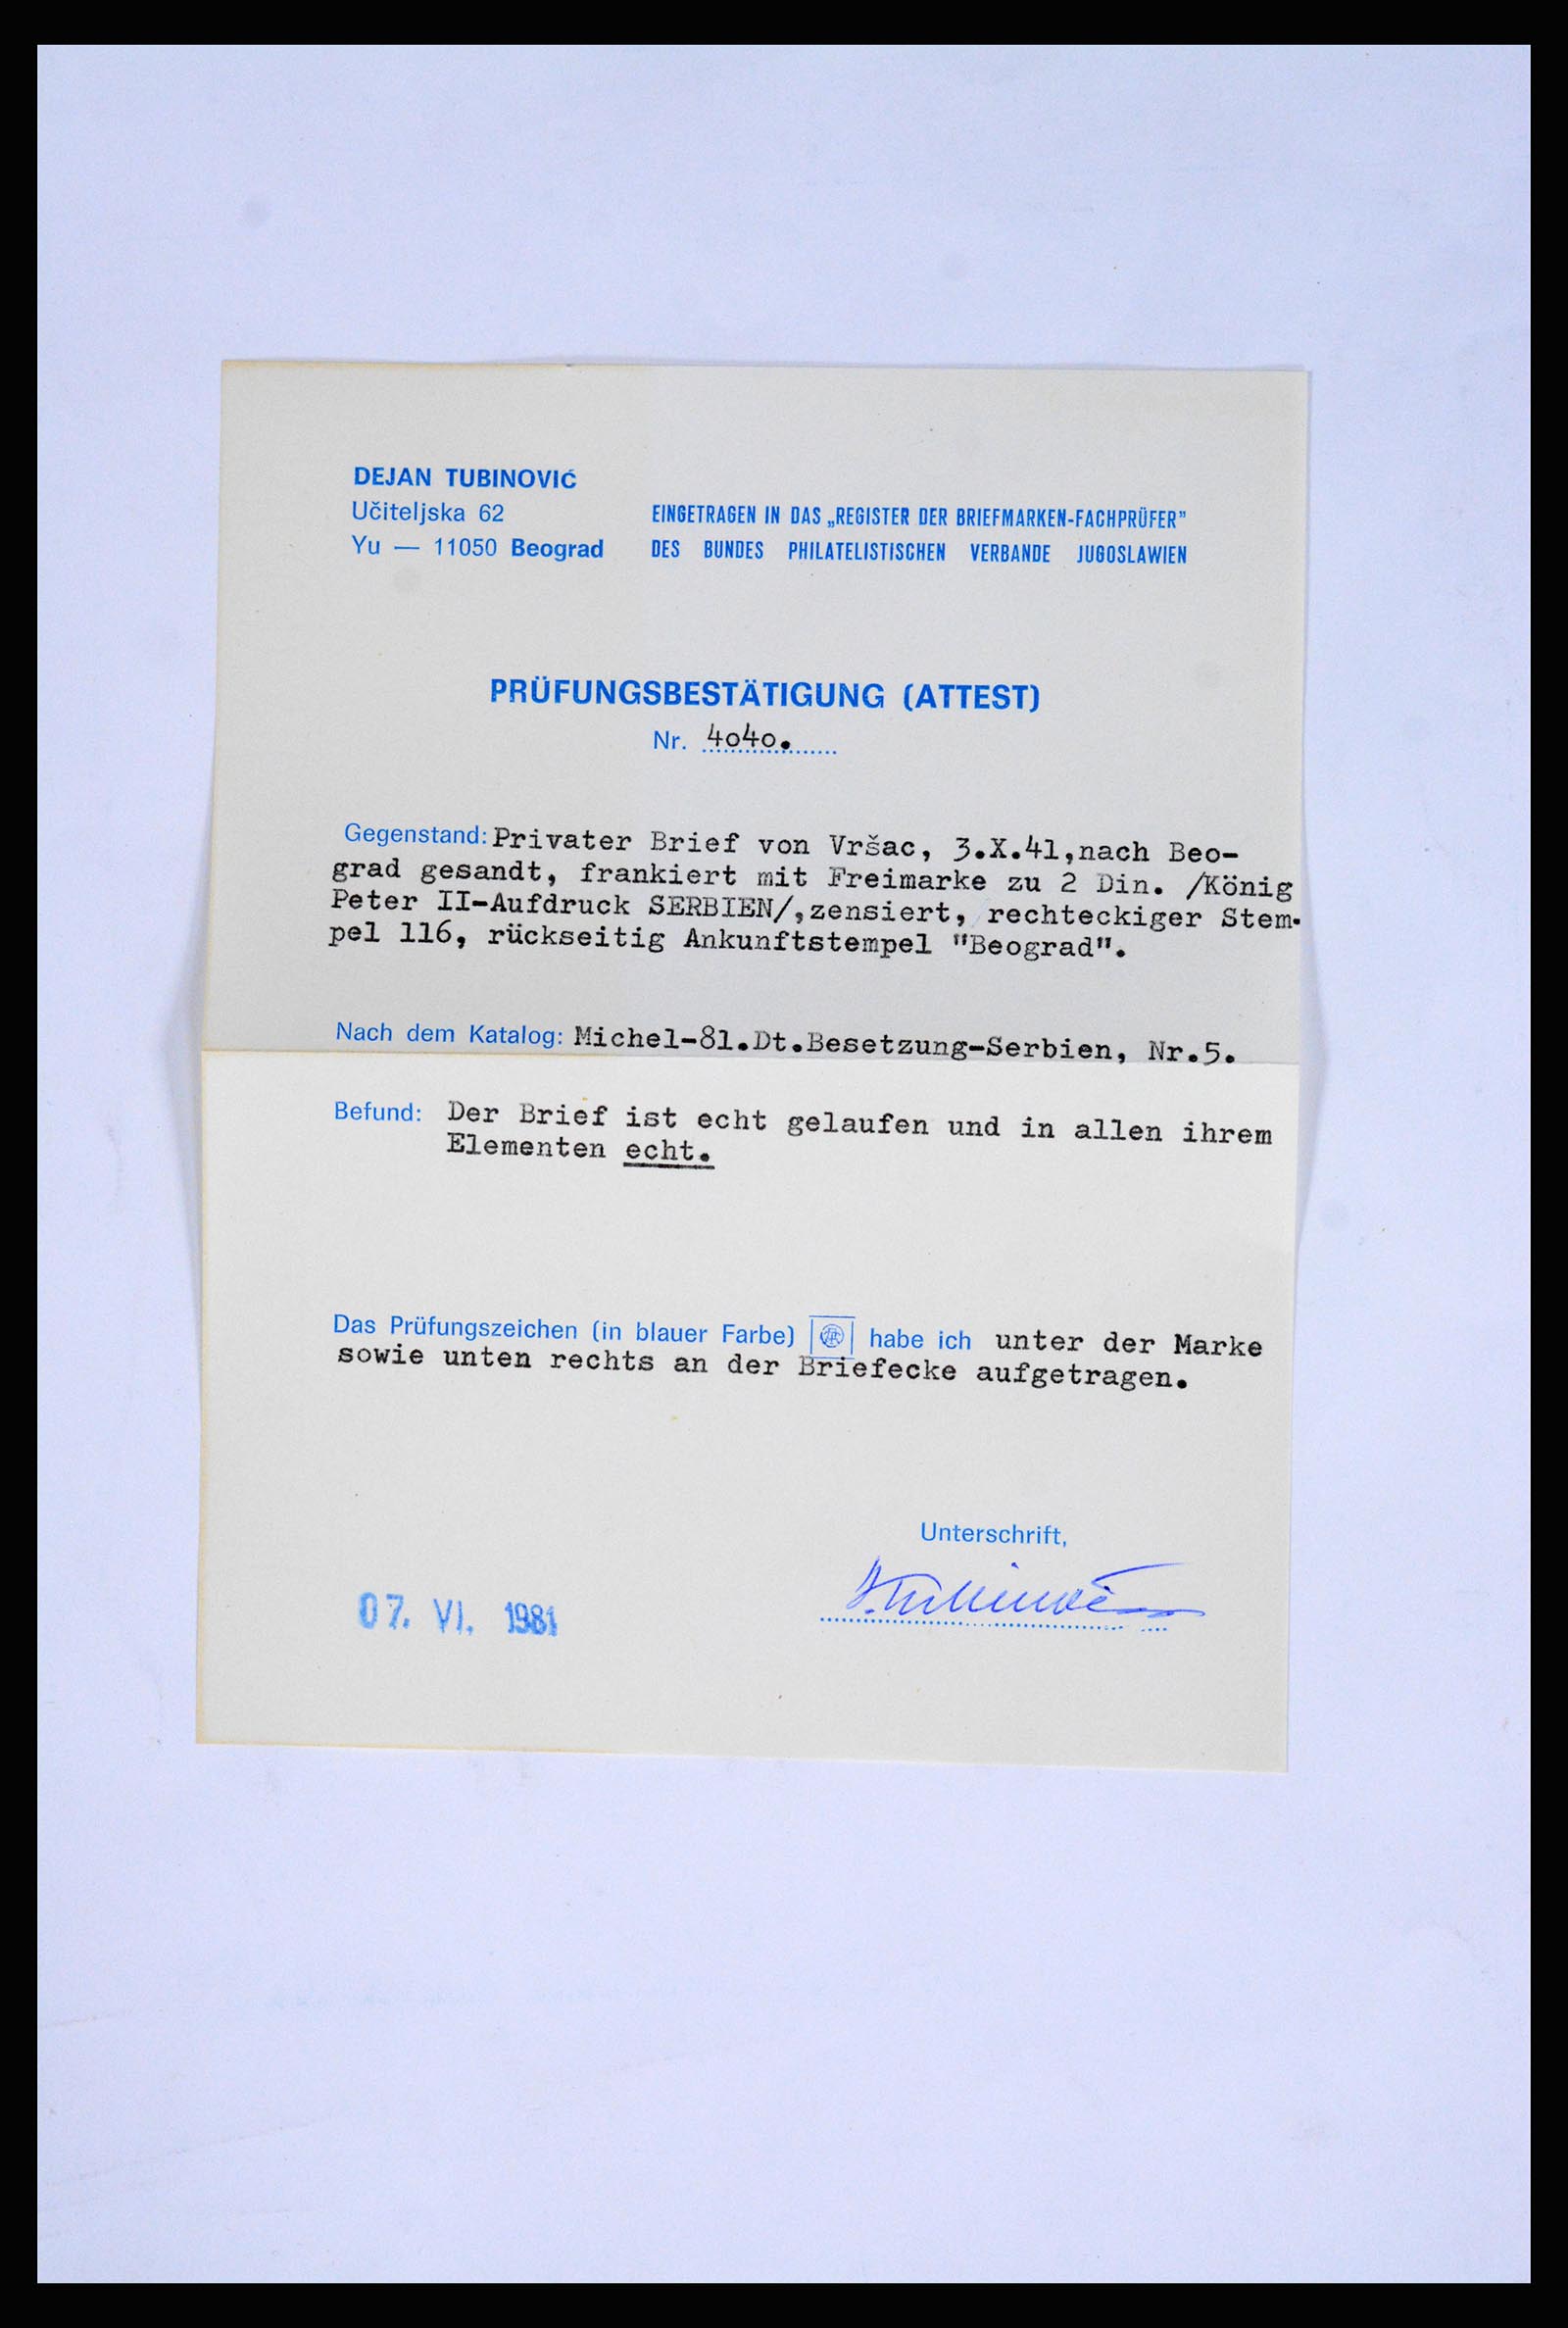 DEJAN TUBINOVIĆ
Učiteljska 62
Yu — 11050 Beograd
EINGETRAGEN IN DAS „REGISTER DER BRIEFMARKEN-FACHPRÜFER”
DES BUNDES PHILATELISTISCHEN VERBANDE JUGOSLAWIEN
PRÜFUNGSBESTÄTIGUNG (ATTEST)
Nr. 4040.
Gegenstand: Privater Brief von Vršac, 3.X.41,nach Beo-
grad gesandt, frankiert mit Freimarke zu 2 Din. /König
Peter II-Aufdruck SERBIEN/,zensiert, rechteckiger Stem-
pel 116, rückseitig Ankunftstempel "Beograd".
Nach dem Katalog: Michel-81.Dt.Besetzung-Serbien, Nr.5.
Befund: Der Brief ist echt gelaufen und in allen ihrem
Elementen echt.
Das Prüfungszeichen (in blauer Farbe) habe ich unter der Marke
sowie unten rechts an der Briefecke aufgetragen.
Unterschrift,
07. VI. 1981